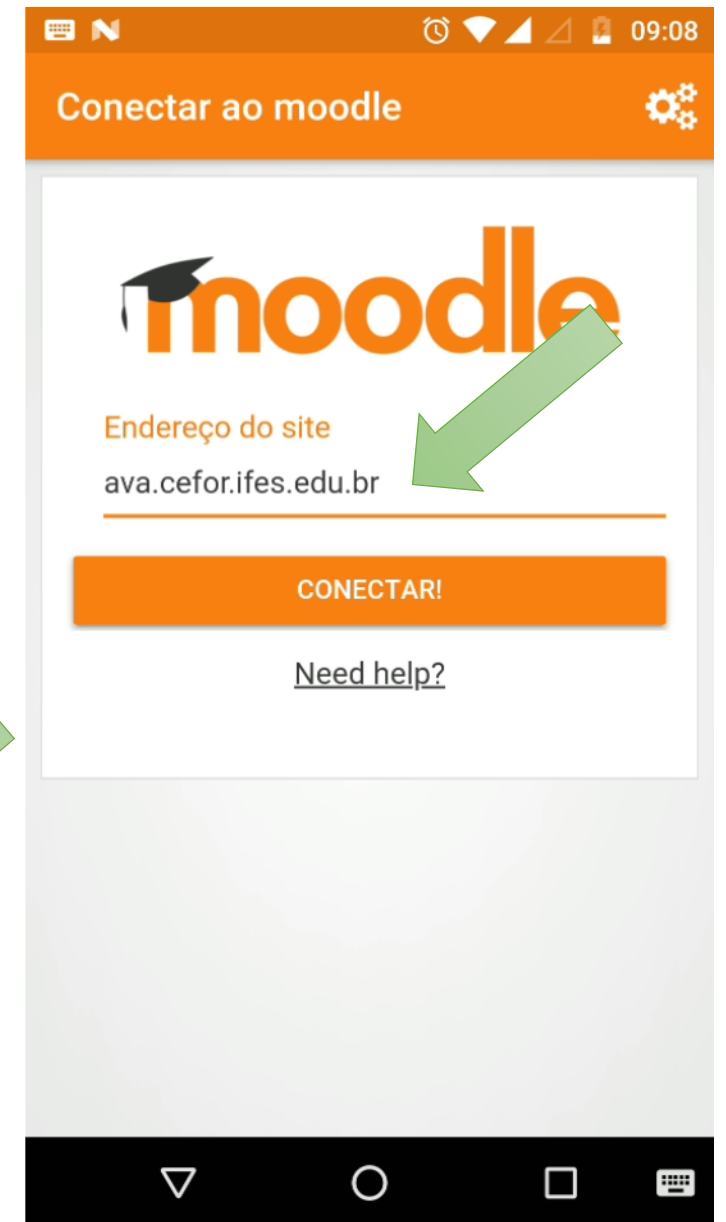 09:08
Conectar ao moodle
moodle
Endereço do site
ava.cefor.ifes.edu.br
CONECTAR!
Need help?